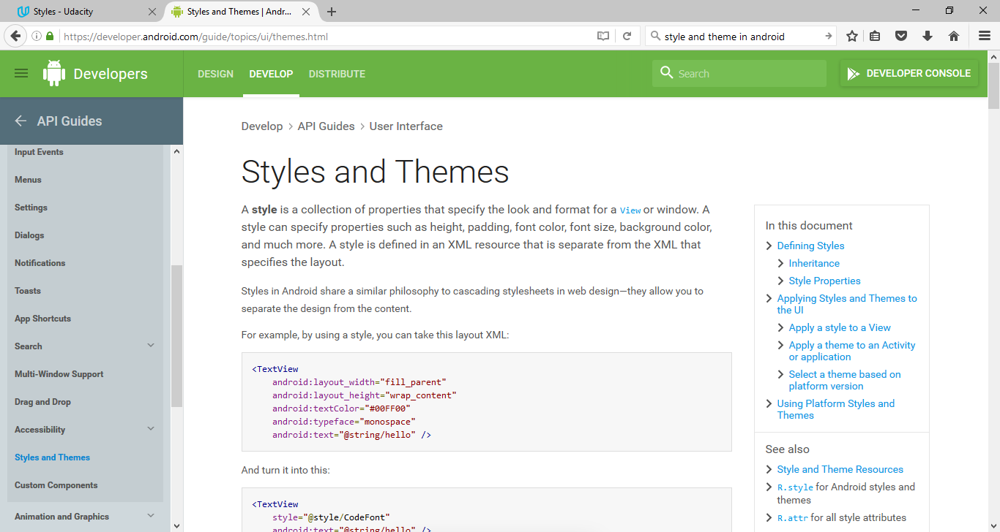 Styles - Udacity
Styles and Themes | Andr...
https://developer.android.com/guide/topics/ui/themes.html
style and theme in android
Developers
DESIGN
DEVELOP
DISTRIBUTE
Search
DEVELOPER CONSOLE
API Guides
Input Events
Menus
Settings
Dialogs
Notifications
Toasts
App Shortcuts
Search
Multi-Window Support
Drag and Drop
Accessibility
Styles and Themes
Custom Components
Animation and Graphics
Develop > API Guides > User Interface
Styles and Themes
A style is a collection of properties that specify the look and format for a View or window. A
style can specify properties such as height, padding, font color, font size, background color,
and much more. A style is defined in an XML resource that is separate from the XML that
specifies the layout.
Styles in Android share a similar philosophy to cascading stylesheets in web design—they allow you to
separate the design from the content.
For example, by using a style, you can take this layout XML:
<TextView
    android:layout_width="fill_parent"
    android:layout_height="wrap_content"
    android:textColor="#00FF00"
    android:typeface="monospace"
    android:text="@string/hello" />
And turn it into this:
<TextView
    style="@style/CodeFont"
    android:text="@string/hello" />
In this document
Defining Styles
Inheritance
Style Properties
Applying Styles and Themes to
the UI
Apply a style to a View
Apply a theme to an Activity
or application
Select a theme based on
platform version
Using Platform Styles and
Themes
See also
Style and Theme Resources
R.style for Android styles and
themes
R.attr for all style attributes